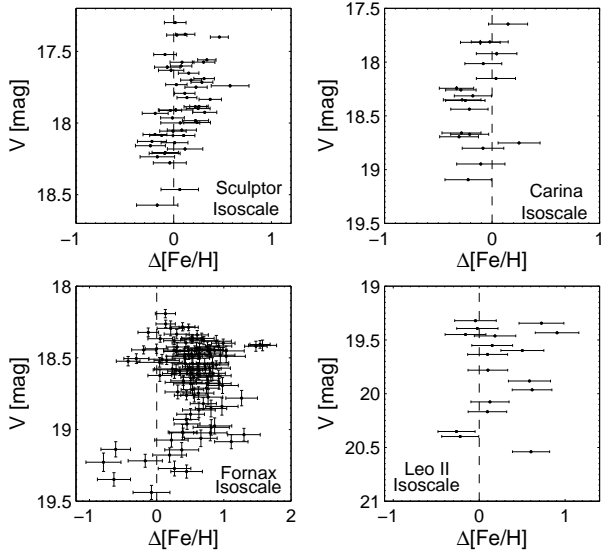 17.5
18
18.5
−1
0
1
V [mag]
Δ[Fe/H]
Sculptor
Isoscale
17.5
18
18.5
19
19.5
−1
0
1
V [mag]
Δ[Fe/H]
Carina
Isoscale
18
18.5
19
19.5
−1
0
1
2
V [mag]
Δ[Fe/H]
Fornax
Isoscale
19
19.5
20
20.5
21
−1
0
1
V [mag]
Δ[Fe/H]
Leo II
Isoscale